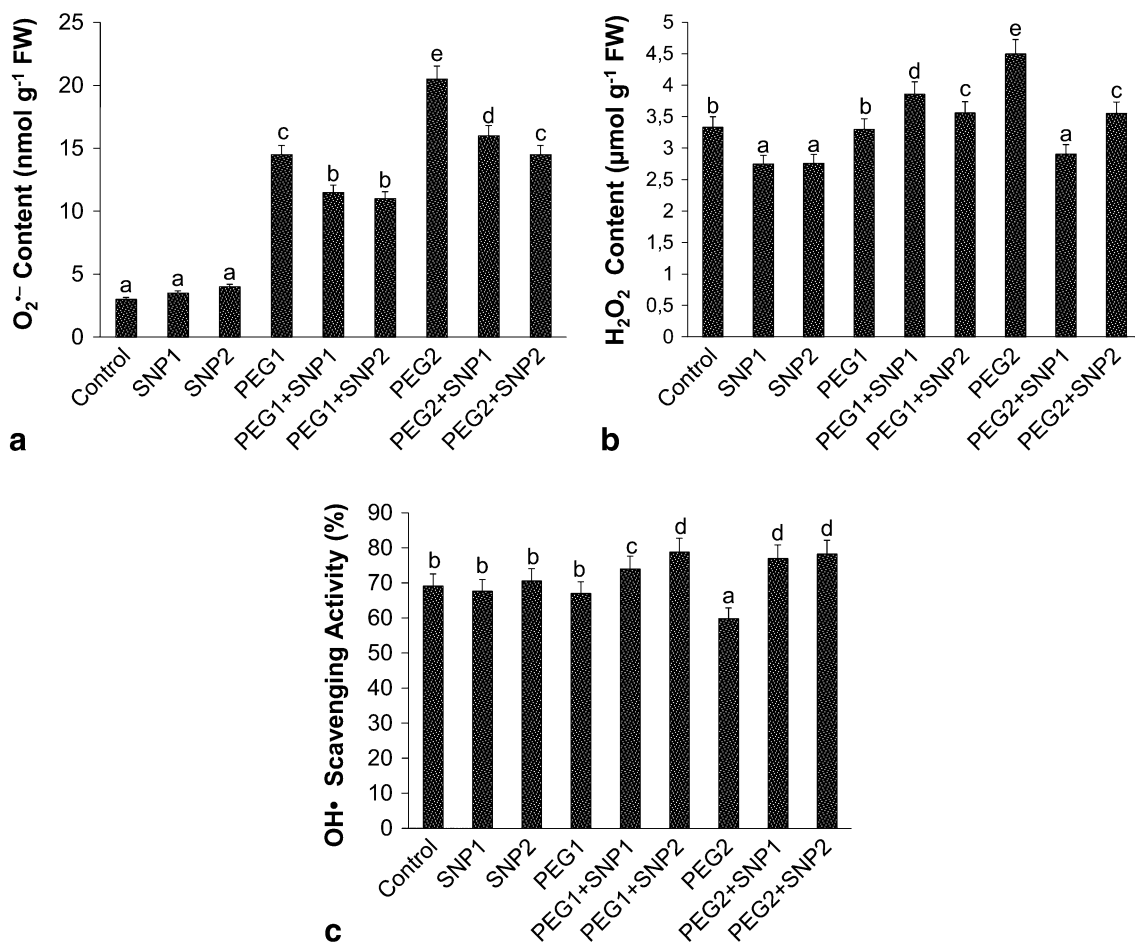 O₂•– Content (nmol g⁻¹ FW)
25
20
15
10
5
0
a
a
a
c
b
b
e
d
c
Control
SNP1
SNP2
PEG1
PEG1+SNP1
PEG1+SNP2
PEG2
PEG2+SNP1
PEG2+SNP2
a
H₂O₂ Content (µmol g⁻¹ FW)
5
4,5
4
3,5
3
2,5
2
1,5
1
0,5
0
b
a
a
b
d
c
e
a
c
Control
SNP1
SNP2
PEG1
PEG1+SNP1
PEG1+SNP2
PEG2
PEG2+SNP1
PEG2+SNP2
b
OH• Scavenging Activity (%)
90
80
70
60
50
40
30
20
10
0
b
b
b
b
c
d
a
d
d
Control
SNP1
SNP2
PEG1
PEG1+SNP1
PEG1+SNP2
PEG2
PEG2+SNP1
PEG2+SNP2
c